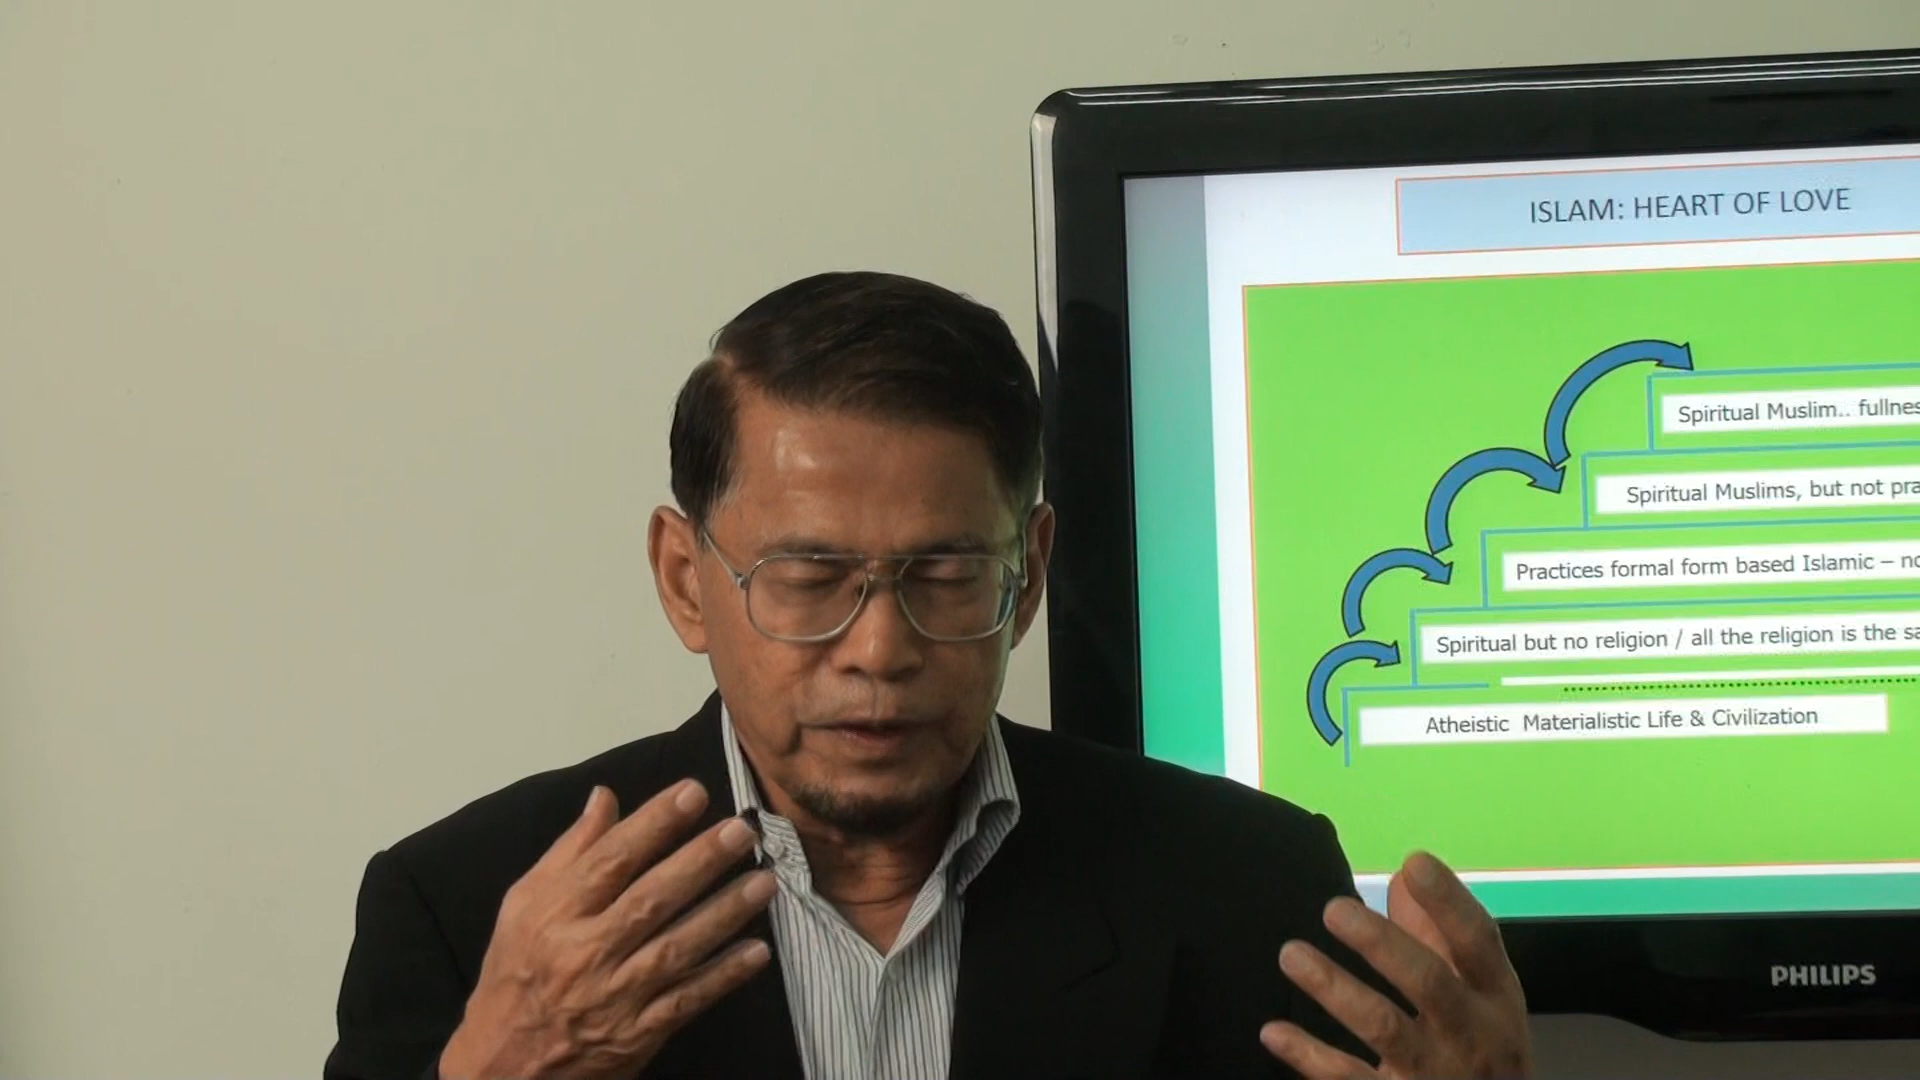 ISLAM: HEART OF LOVE
Spiritual Muslim.. fullnes
Spiritual Muslims, but not pra
Practices formal form based Islamic – no
Spiritual but no religion / all the religion is the sa
Atheistic Materialistic Life & Civilization
PHILIPS